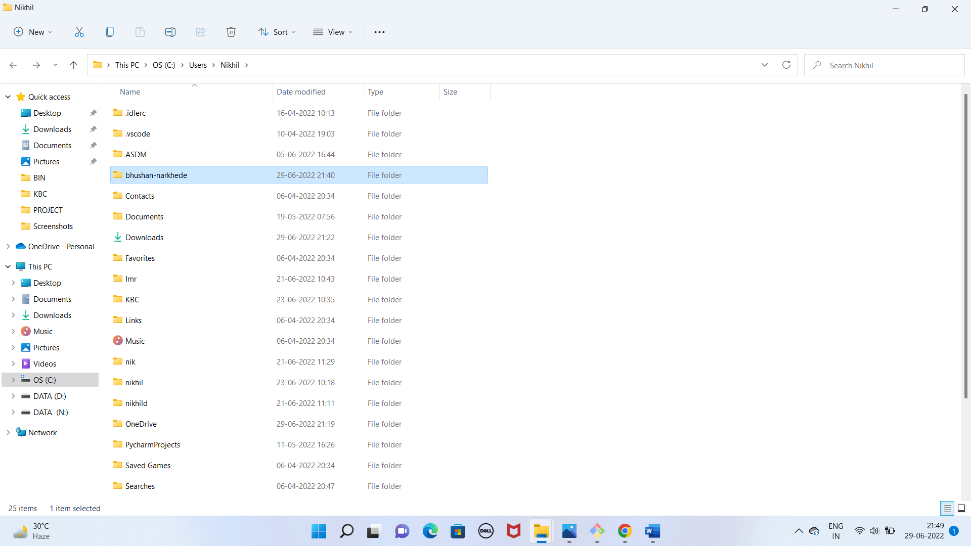 Nikhil
New
Sort
View
This PC > OS (C:) > Users > Nikhil >
Search Nikhil
Quick access
Desktop
Downloads
Documents
Pictures
BIN
KBC
PROJECT
Screenshots
OneDrive - Personal
This PC
Desktop
Documents
Downloads
Music
Pictures
Videos
OS (C:)
DATA (D:)
DATA (N:)
Network
Name Date modified Type Size
.idlerc 16-04-2022 10:13 File folder
.vscode 10-04-2022 19:03 File folder
ASDM 05-06-2022 16:44 File folder
bhushan-narkhede 29-06-2022 21:40 File folder
Contacts 06-04-2022 20:34 File folder
Documents 19-05-2022 07:56 File folder
Downloads 29-06-2022 21:22 File folder
Favorites 06-04-2022 20:34 File folder
lmr 21-06-2022 10:43 File folder
KBC 23-06-2022 10:35 File folder
Links 06-04-2022 20:34 File folder
Music 06-04-2022 20:34 File folder
nik 21-06-2022 11:29 File folder
nikhil 23-06-2022 10:18 File folder
nikhild 21-06-2022 11:11 File folder
OneDrive 29-06-2022 21:19 File folder
PycharmProjects 11-05-2022 16:26 File folder
Saved Games 06-04-2022 20:34 File folder
Searches 06-04-2022 20:47 File folder
25 items 1 item selected
30°C
Haze
DELL
W
ENG
IN
21:49
29-06-2022
1